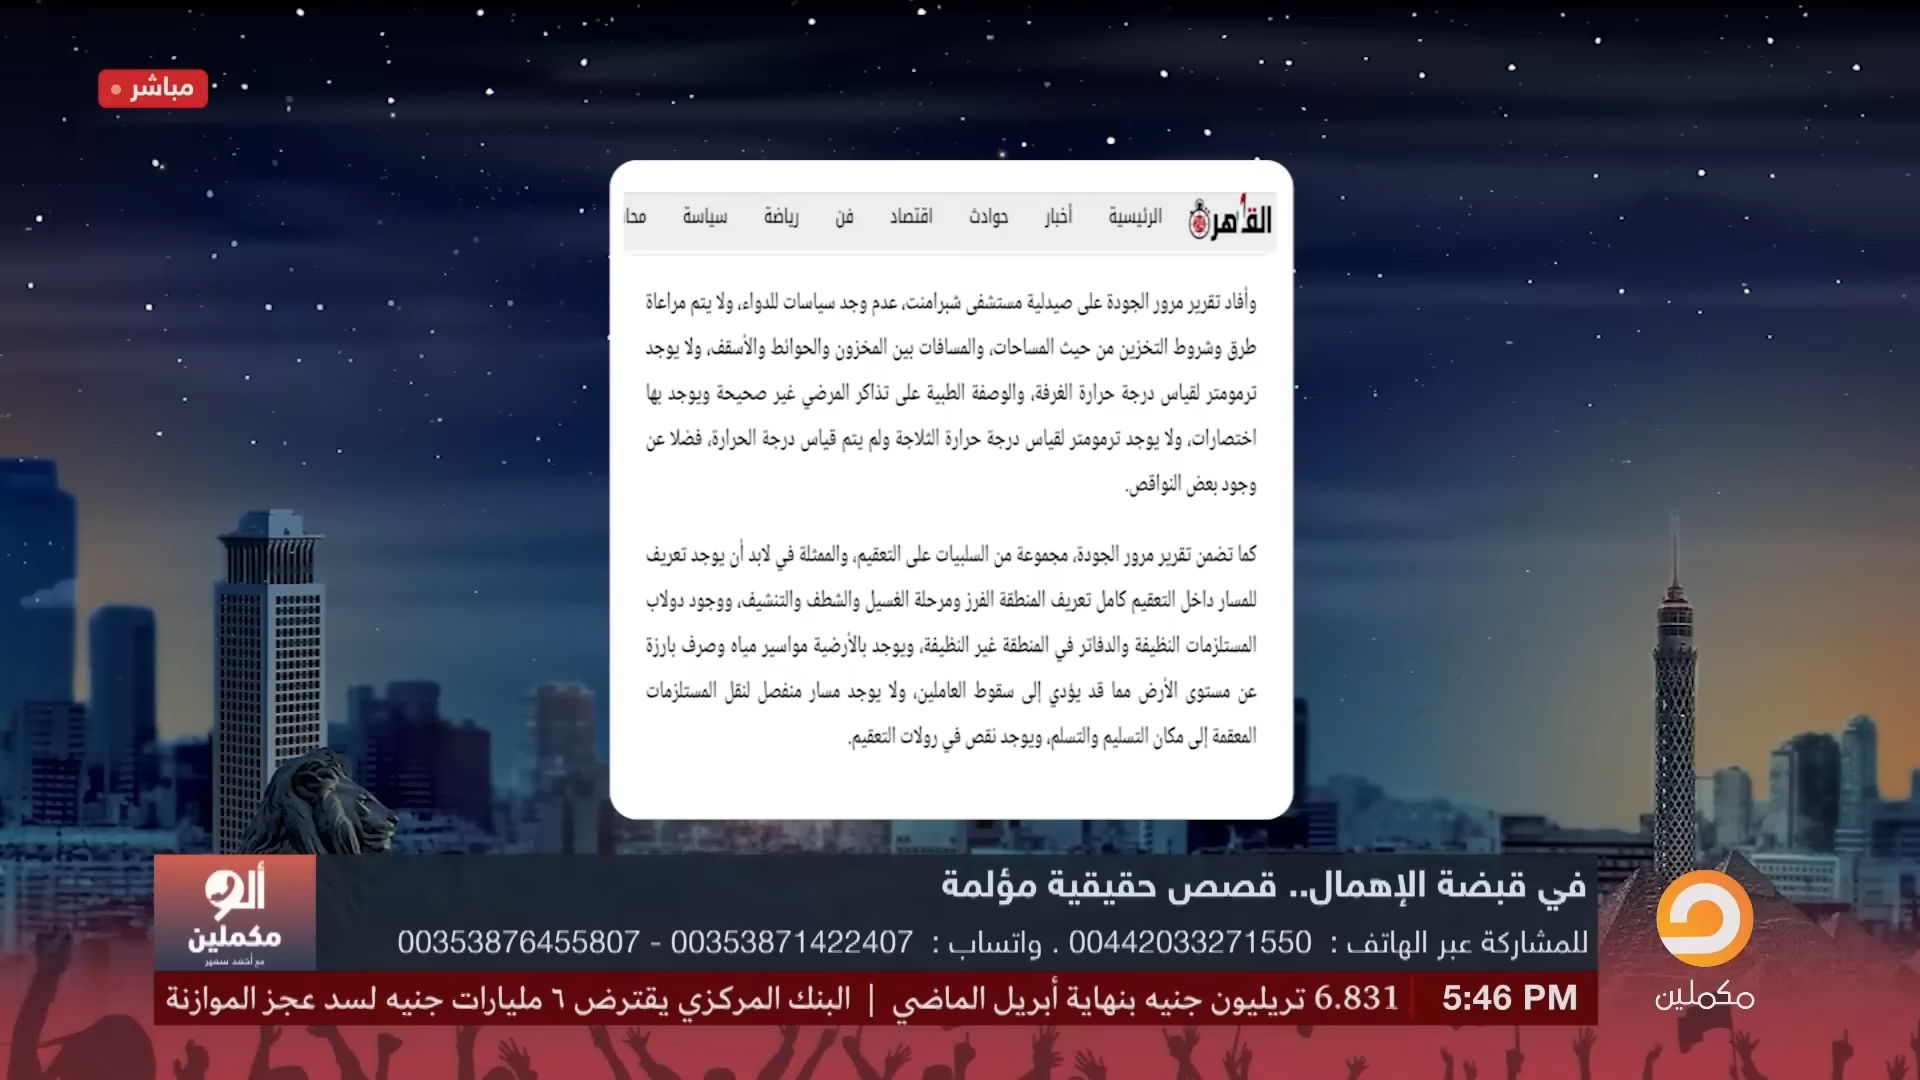 مباشر
القاهرة
الرئيسية أخبار حوادث اقتصاد فن رياضة سياسة
وأفاد تقرير مرور الجودة على صيدلية مستشفى شبرامنت، عدم وجد سياسات للدواء، ولا يتم مراعاة
طرق وشروط التخزين من حيث المساحات، والمسافات بين المخزون والحوائط والأسقف، ولا يوجد
ترمومتر لقياس درجة حرارة الغرفة، والوصفة الطبية على تذاكر المرضي غير صحيحة ويوجد بها
اختصارات، ولا يوجد ترمومتر لقياس درجة حرارة الثلاجة ولم يتم قياس درجة الحرارة، فضلا عن
وجود بعض النواقص.
كما تضمن تقرير مرور الجودة، مجموعة من السلبيات على التعقيم، والممثلة في لابد أن يوجد تعريف
للمسار داخل التعقيم كامل تعريف المنطقة الفرز ومرحلة الغسيل والشطف والتنشيف، ووجود دولاب
المستلزمات النظيفة والدفاتر في المنطقة غير النظيفة، ويوجد بالأرضية مواسير مياه وصرف بارزة
عن مستوى الأرض مما قد يؤدي إلى سقوط العاملين، ولا يوجد مسار منفصل لنقل المستلزمات
المعقمة إلى مكان التسليم والتسلم، ويوجد نقص في رولات التعقيم.
في قبضة الإهمال.. قصص حقيقية مؤلمة
للمشاركة عبر الهاتف : 00442033271550 . واتساب : 00353871422407 - 00353876455807
ألو
مكملين
مع أحمد سمير
5:46 PM
6.831 تريليون جنيه بنهاية أبريل الماضي | البنك المركزي يقترض ٦ مليارات جنيه لسد عجز الموازنة
مكملين